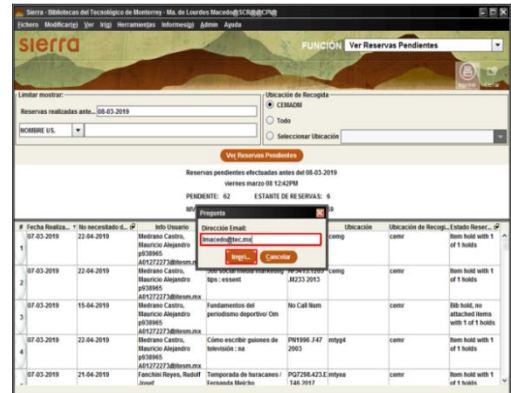 Sierra - Bibliotecas del Tecnológico de Monterrey - Ma. de Lourdes Macedo@SCR@@CPI@
Fichero Modificar(e) Ver Ir(g) Herramientas Informes(p) Admin Ayuda
sierra
FUNCIÓN Ver Reservas Pendientes
Limitar mostrar:
Reservas realizadas ante... 08-03-2019
NOMBRE US.
Ubicación de Recogida
CEMADM
Todo
Seleccionar Ubicación
Ver Reservas Pendientes
Reservas pendientes efectuadas antes del 08-03-2019
viernes marzo 08 12:42PM
PENDIENTE: 62 ESTANTE DE RESERVAS: 6
Pregunta
Dirección Email:
lmacedo@tec.mx
Cancelar
# Fecha Realiza... No necesitado d... Info Usuario Ubicación Ubicación de Recogi... Estado Reser...
1 07-03-2019 22-04-2019 Medrano Castro, Mauricio Alejandro p938965 A01272273@itesm.m cemg cemr Item hold with 1 of 1 holds
2 07-03-2019 22-04-2019 Medrano Castro, Mauricio Alejandro p938965 A01272273@itesm.m 500 social media marketing tips : essent .M233 2013 cemg cemr Item hold with 1 of 1 holds
3 07-03-2019 15-04-2019 Medrano Castro, Mauricio Alejandro p938965 A01272273@itesm.m Fundamentos del periodismo deportivo/ Om No Call Num cemr Bib hold, no attached items with 1 of 1 holds
4 07-03-2019 22-04-2019 Medrano Castro, Mauricio Alejandro p938965 A01272273@itesm.mx Cómo escribir guiones de televisión : na PN1996 .F47 2003 mtyg4 cemr Item hold with 1 of 1 holds
07-03-2019 21-04-2019 Fanchini Reyes, Rudolf Josef Temporada de huracanes / Fernanda Melcho PQ7298.423.E T46 2017 mtysa cemr Item hold with 1 of 1 holds